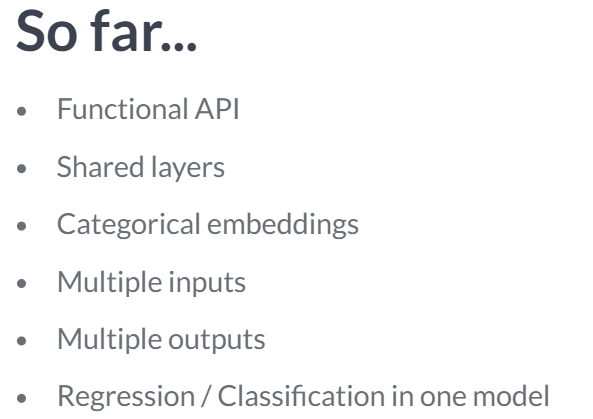 So far...
• Functional API
• Shared layers
• Categorical embeddings
• Multiple inputs
• Multiple outputs
• Regression / Classification in one model